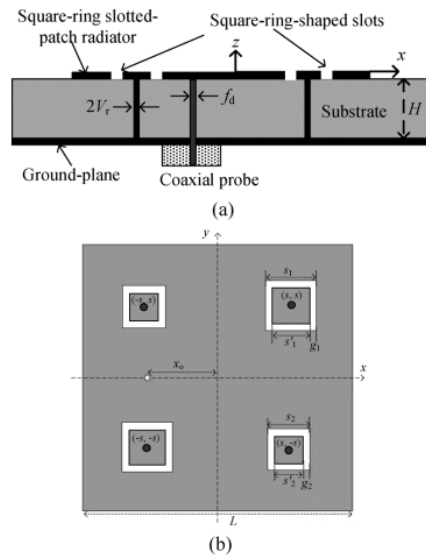 Square-ring slotted-
patch radiator
Square-ring-shaped slots
z
x
2Vr
fd
Substrate
H
Ground-plane
Coaxial probe
(a)
y
s1
(-s, s)
(s, s)
s'1
g1
xo
x
s2
(-s, -s)
(s, -s)
s'2
g2
L
(b)